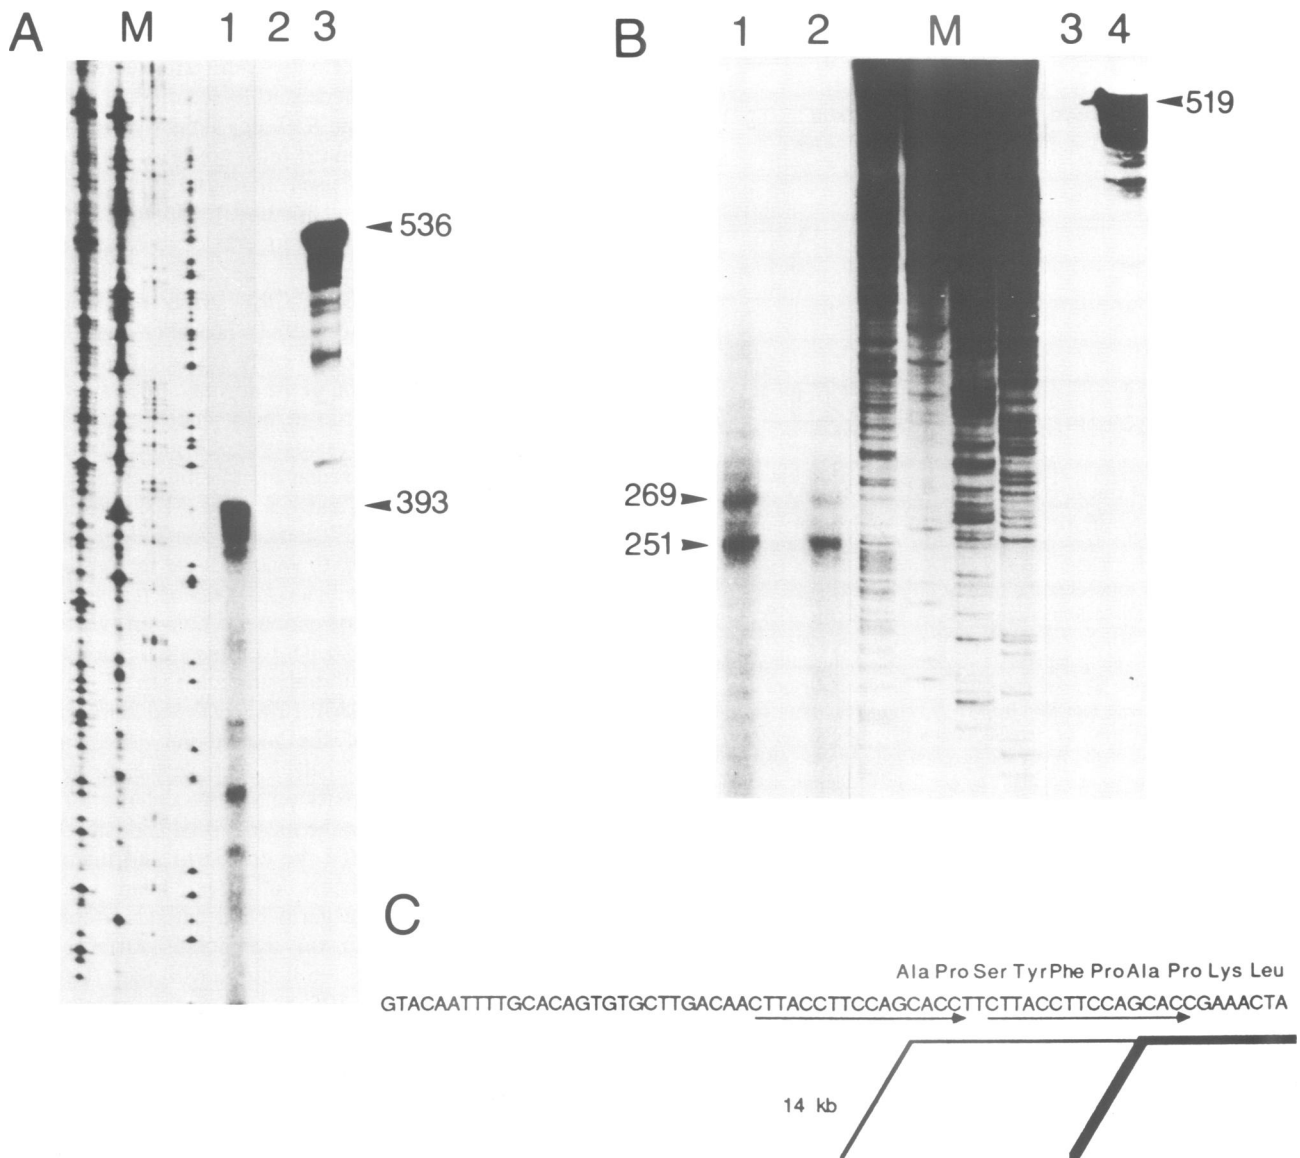 A
M 1 2 3
536
393
B
1 2 M 3 4
519
269
251
C
Ala Pro Ser Tyr Phe Pro Ala Pro Lys Leu
GTACAATTTTGCACAGTGTGCTTGACAACTTACCTTCCAGCACCTTCTTACCTTCCAGCACCGAAACTA
14 kb